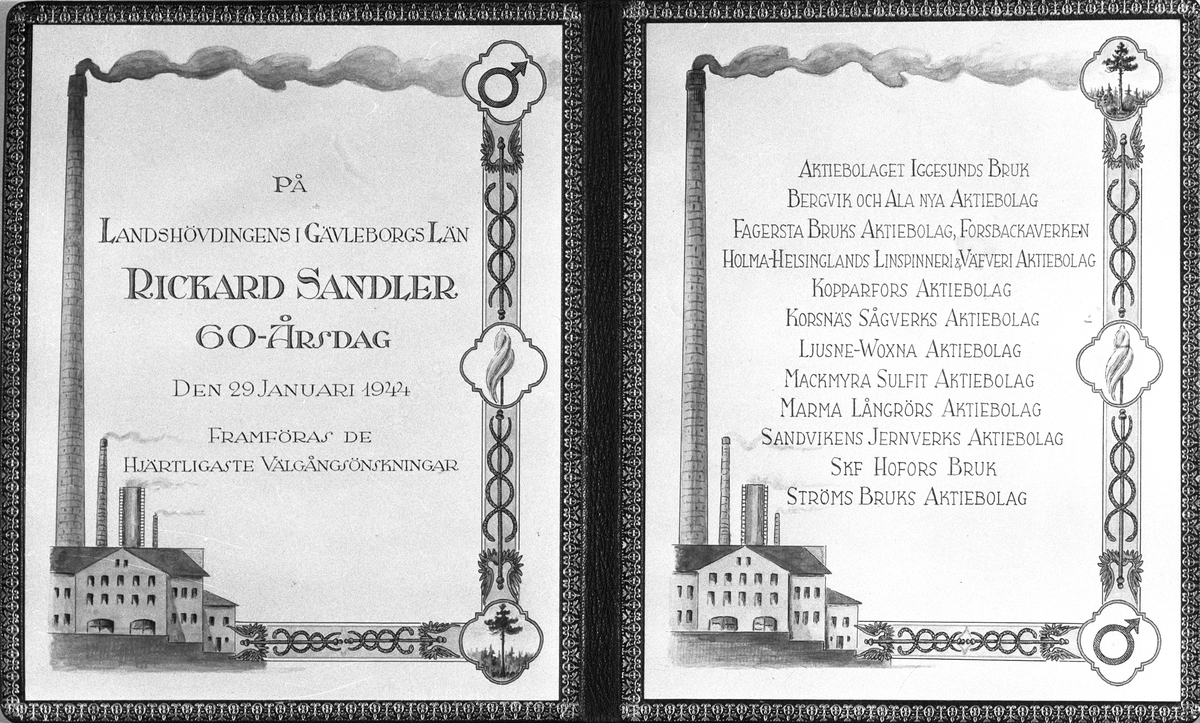 På
Landshövdingens i Gävleborgs Län
Rickard Sandler
60-Årsdag
Den 29 Januari 1944
Framföras de
Hjärtligaste Välgångsönskningar
Aktiebolaget Iggesunds Bruk
Bergvik och Ala nya Aktiebolag
Fagersta Bruks Aktiebolag, Forsbackaverken
Holma-Helsinglands Linspinneri & Väfveri Aktiebolag
Kopparfors Aktiebolag
Korsnäs Sågverks Aktiebolag
Ljusne-Woxna Aktiebolag
Mackmyra Sulfit Aktiebolag
Marma Långrörs Aktiebolag
Sandvikens Jernverks Aktiebolag
Skf Hofors Bruk
Ströms Bruks Aktiebolag